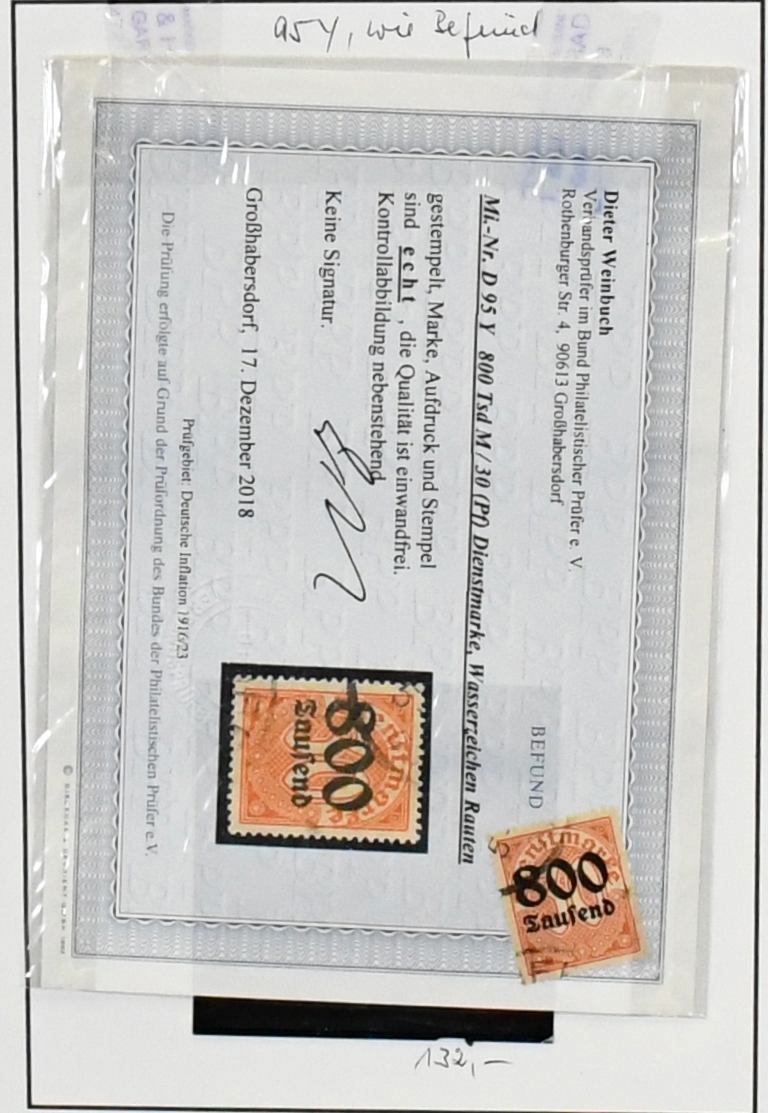 95Y, wie Befund
Dieter Weinbuch
Verbandsprüfer im Bund Philatelistischer Prüfer e. V.
Rothenburger Str. 4, 90613 Großhabersdorf
BEFUND
Mi.-Nr. D 95 Y 800 Tsd M / 30 (Pf) Dienstmarke, Wasserzeichen Rauten
gestempelt, Marke, Aufdruck und Stempel
sind echt, die Qualität ist einwandfrei.
Kontrollabbildung nebenstehend
Keine Signatur.
Großhabersdorf, 17. Dezember 2018
Prüfgebiet: Deutsche Inflation 1916/23
Die Prüfung erfolgte auf Grund der Prüfordnung des Bundes der Philatelistischen Prüfer e.V.
Dienstmarke
800
Tausend
Dienstmarke
800
Tausend
132,-